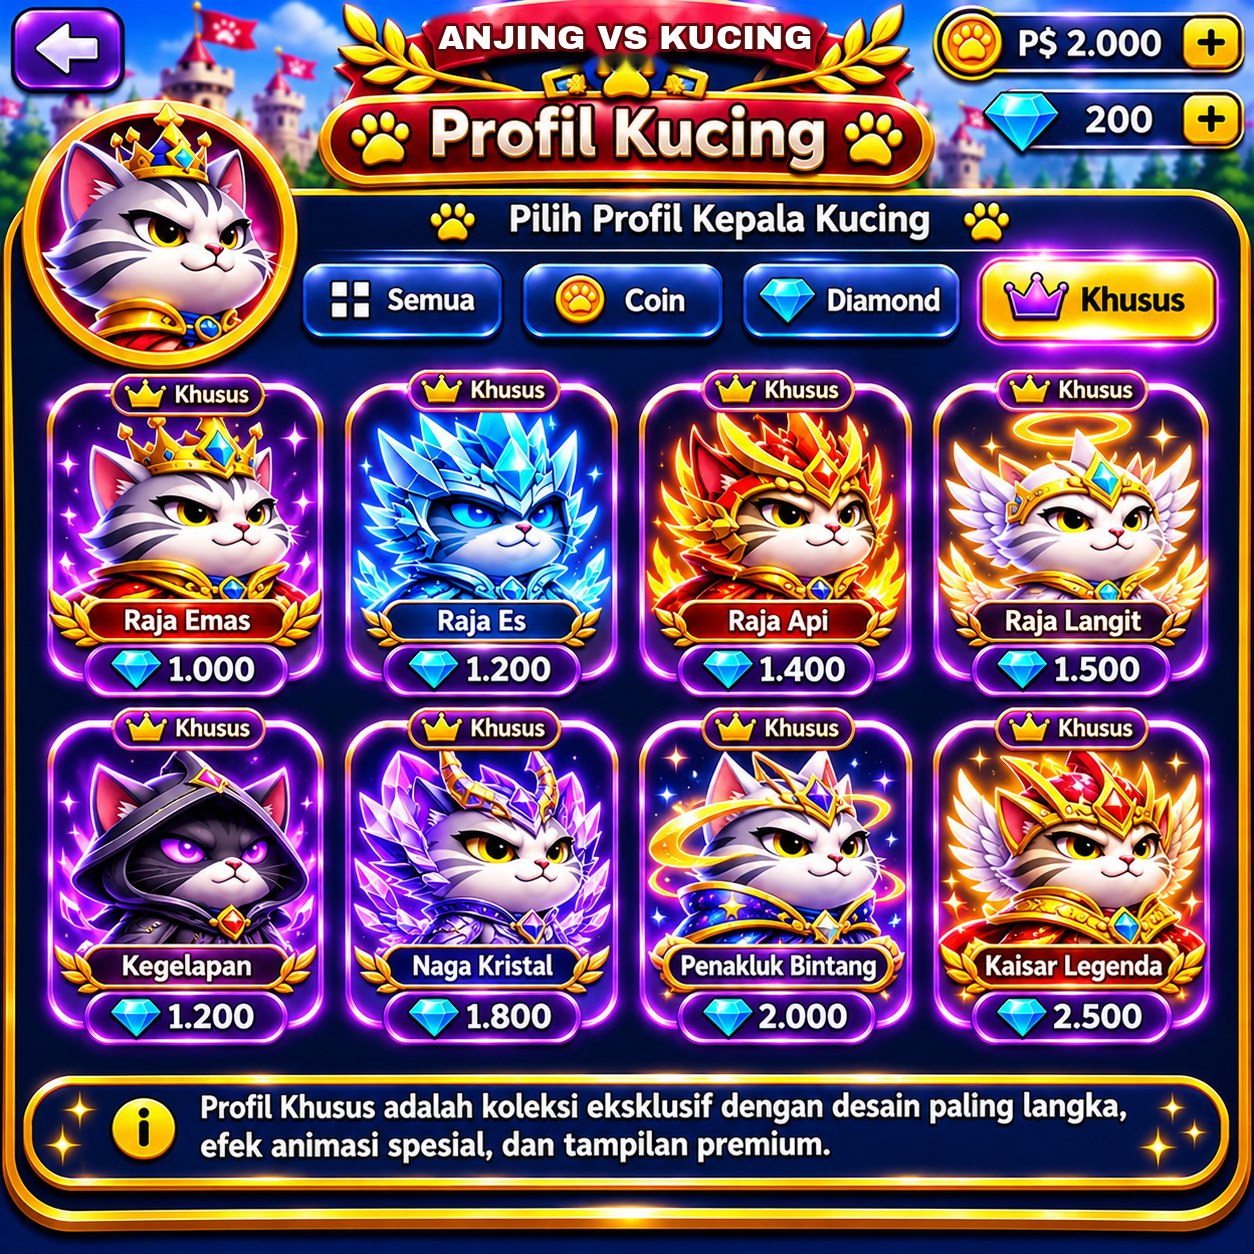 ANJING VS KUCING
P$ 2.000
Profil Kucing
200
Pilih Profil Kepala Kucing
Semua
Coin
Diamond
Khusus
Khusus
Khusus
Khusus
Khusus
Raja Emas
Raja Es
Raja Api
Raja Langit
1.000
1.200
1.400
1.500
Khusus
Khusus
Khusus
Khusus
Kegelapan
Naga Kristal
Penakluk Bintang
Kaisar Legenda
1.200
1.800
2.000
2.500
Profil Khusus adalah koleksi eksklusif dengan desain paling langka,
efek animasi spesial, dan tampilan premium.